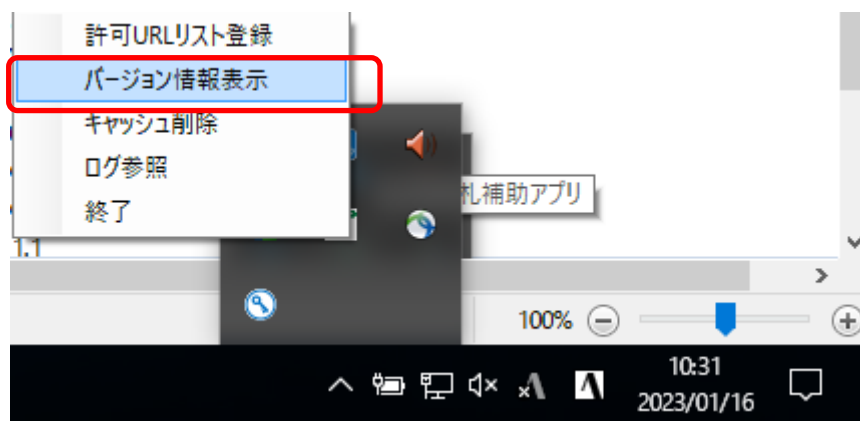 許可URLリスト登録
バージョン情報表示
キャッシュ削除
ログ参照
終了
札補助アプリ
1.1
100%
10:31
2023/01/16